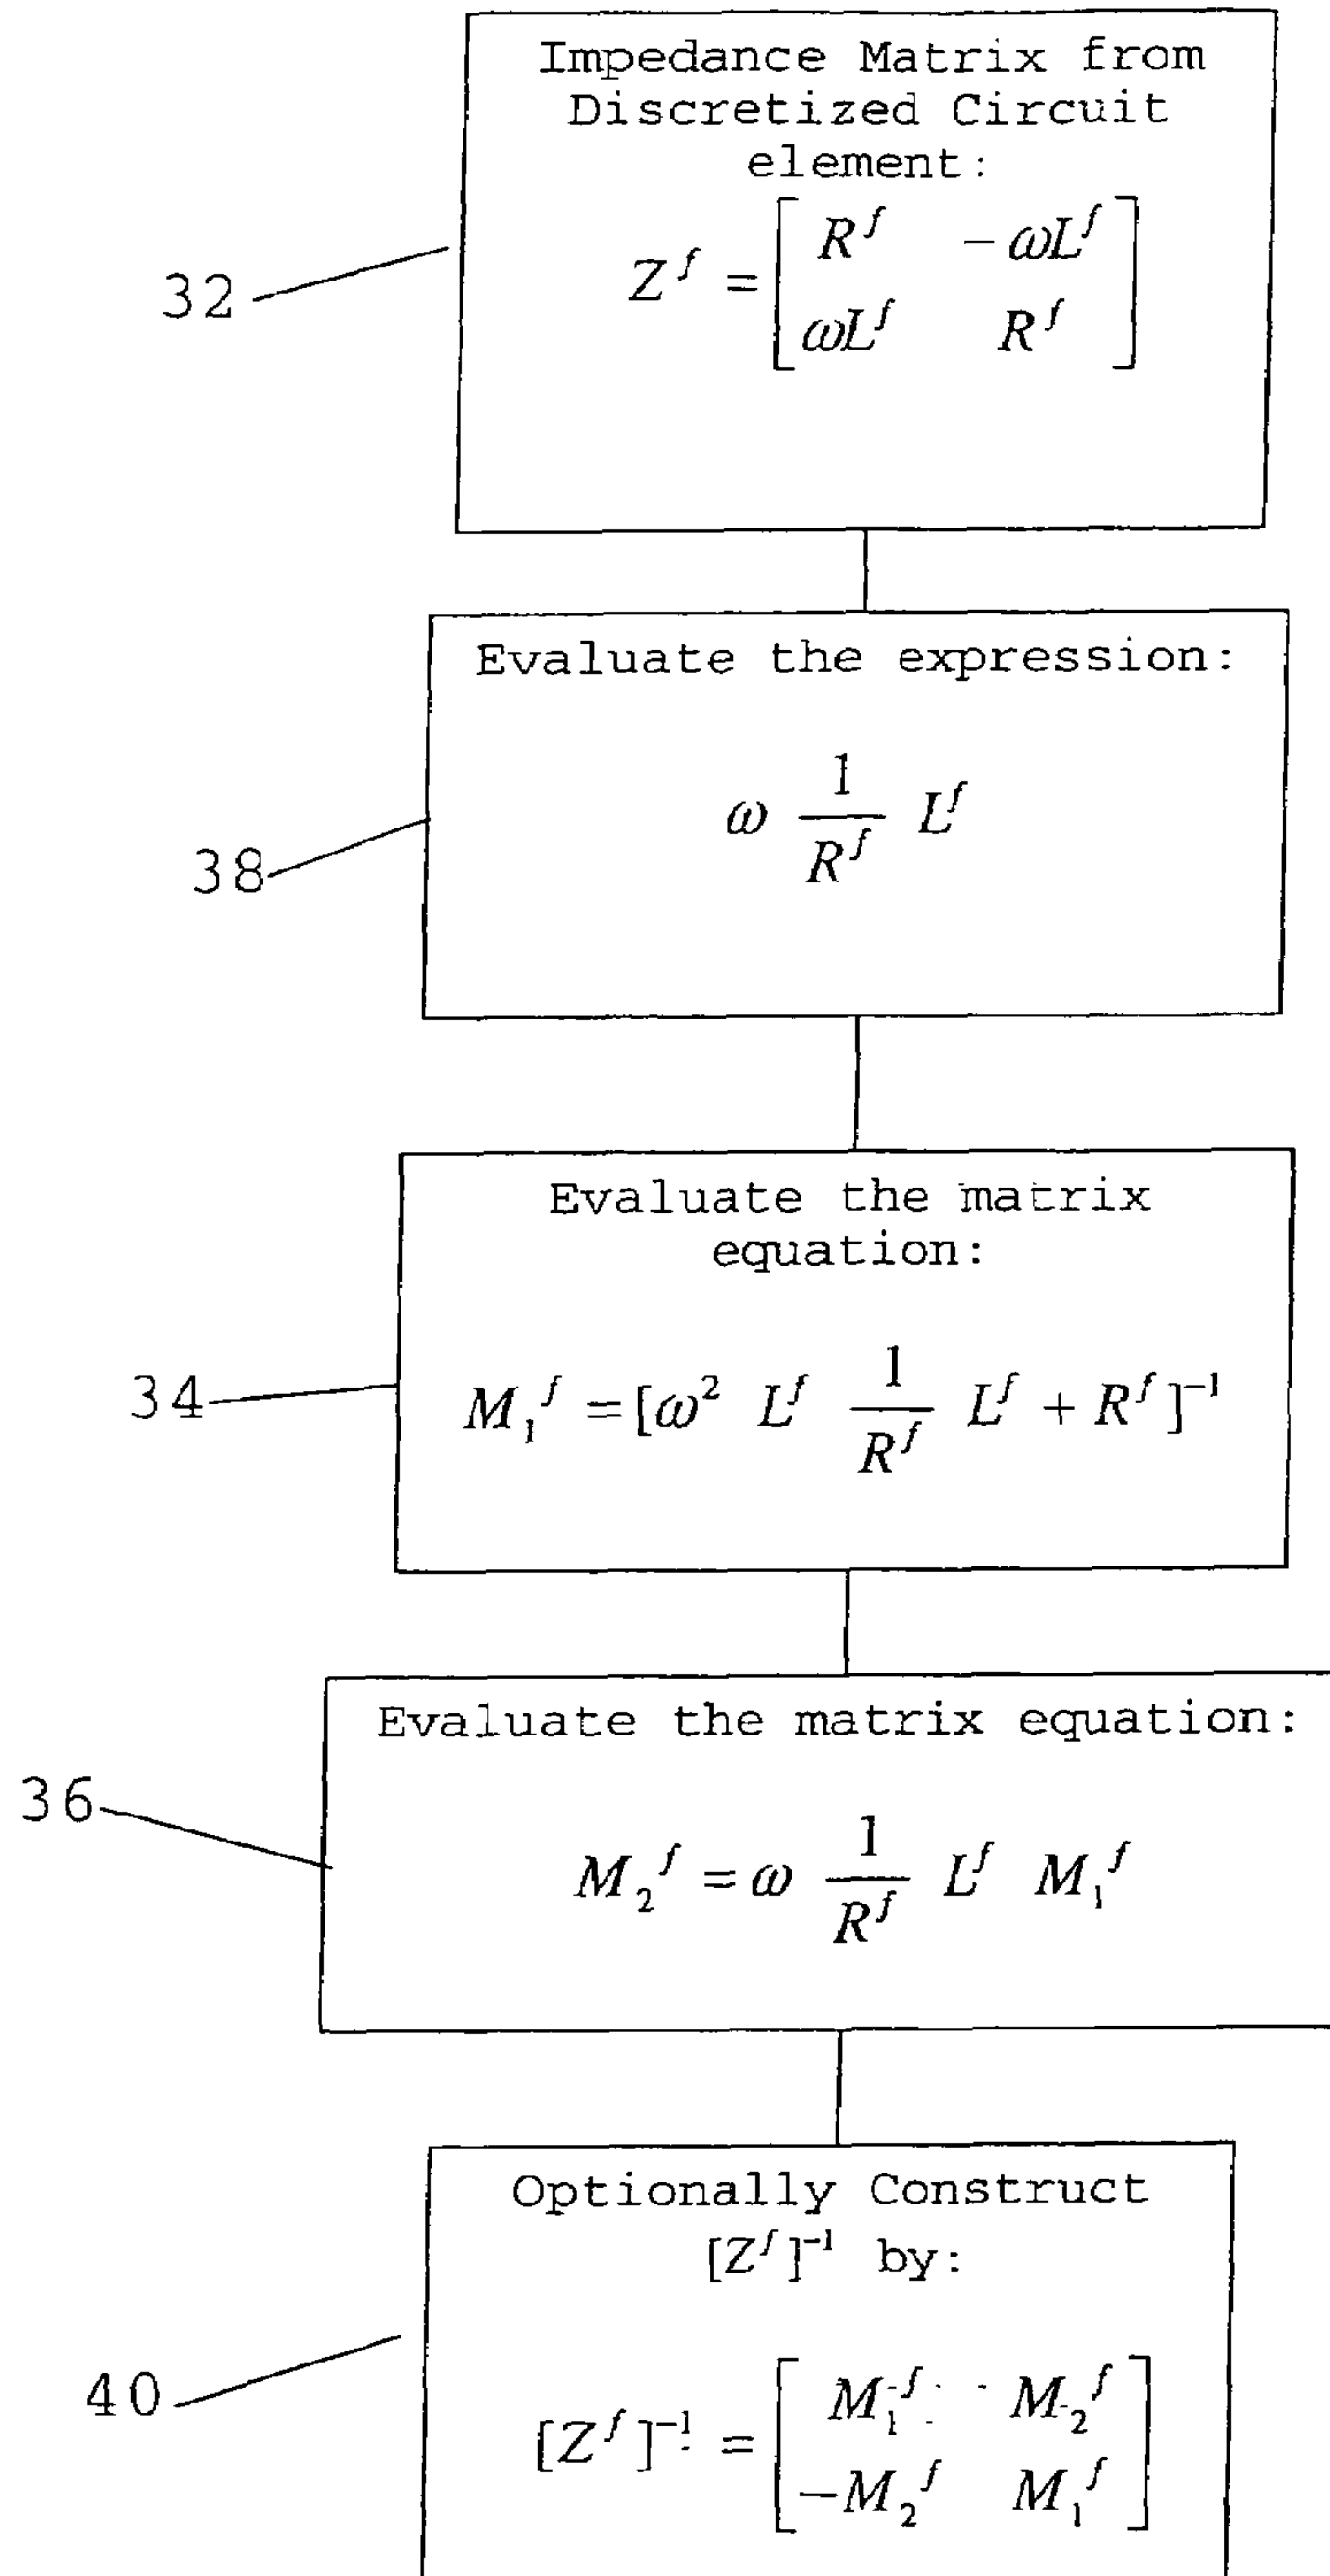 Impedance Matrix from
Discretized Circuit
element:
32
Z^f = [ R^f  -ωL^f
ωL^f  R^f ]
Evaluate the expression:
ω 1/R^f L^f
38
Evaluate the matrix
equation:
34
M_1^f = [ω^2 L^f 1/R^f L^f + R^f]^-1
Evaluate the matrix equation:
36
M_2^f = ω 1/R^f L^f M_1^f
Optionally Construct
[Z^f]^-1 by:
40
[Z^f]^-1 = [ M_1^f  M_2^f
-M_2^f  M_1^f ]